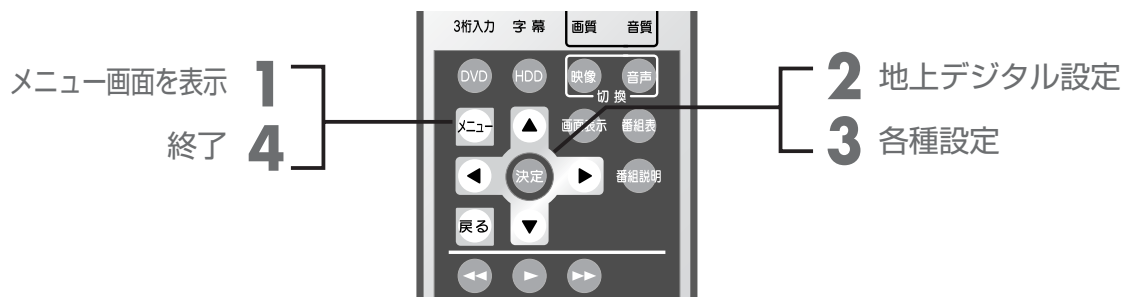 3桁入力 字幕 画質 音質
メニュー画面を表示 1
終了 4
DVD HDD 映像 音声
切換
メニュー 画面表示 番組表
決定 番組説明
戻る
2 地上デジタル設定
3 各種設定